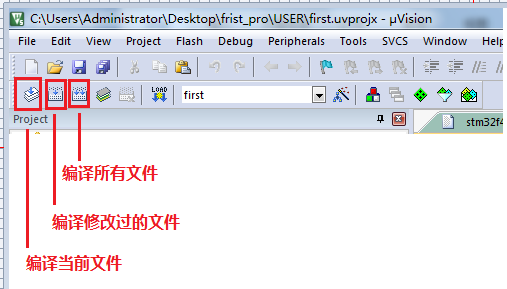 C:\Users\Administrator\Desktop\frist_pro\USER\first.uvprojx - µVision
File Edit View Project Flash Debug Peripherals Tools SVCS Window Help
LOAD first
Project stm32f4
编译所有文件
编译修改过的文件
编译当前文件